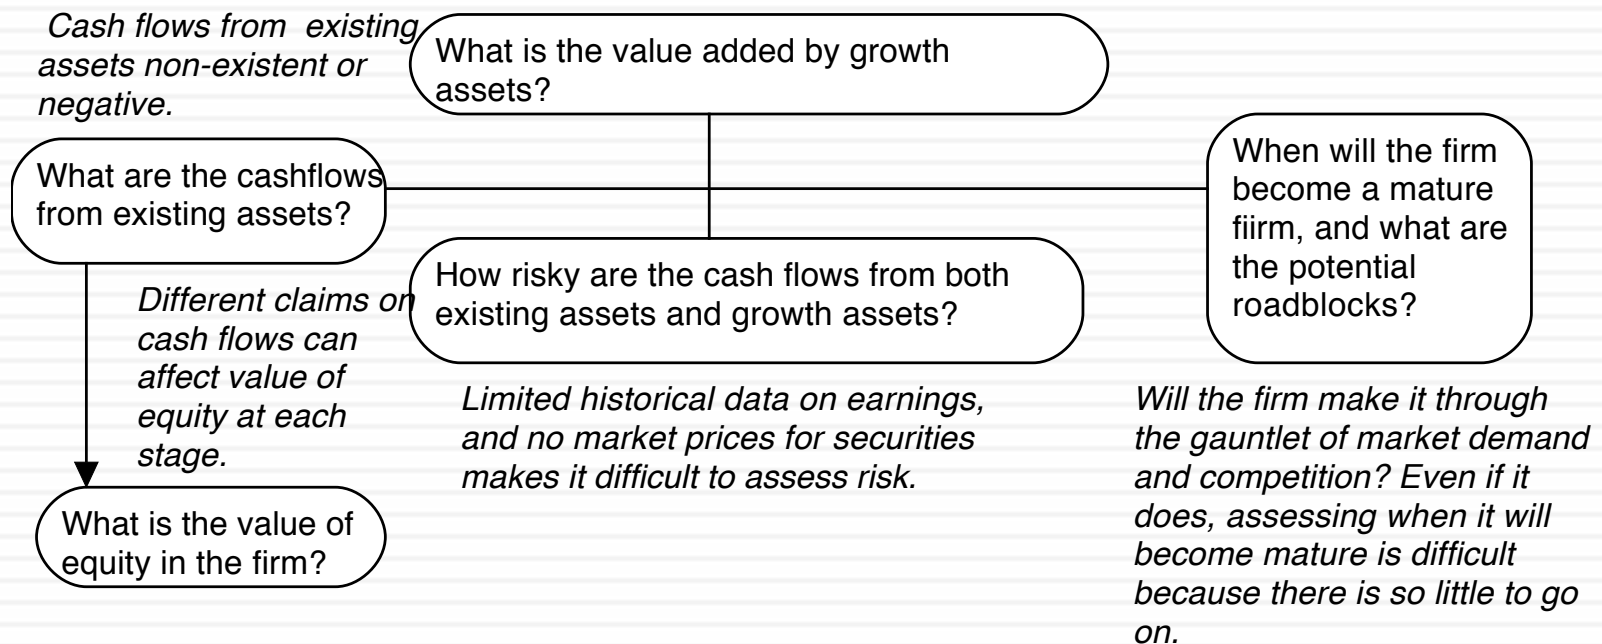 Cash flows from  existing
assets non-existent or
negative.
What is the value added by growth
assets?
What are the cashflows
from existing assets?
When will the firm
become a mature
fiirm, and what are
the potential
roadblocks?
How risky are the cash flows from both
existing assets and growth assets?
Different claims on
cash flows can
affect value of
equity at each
stage.
Limited historical data on earnings,
and no market prices for securities
makes it difficult to assess risk.
Will the firm make it through
the gauntlet of market demand
and competition? Even if it
does, assessing when it will
become mature is difficult
because there is so little to go
on.
What is the value of
equity in the firm?